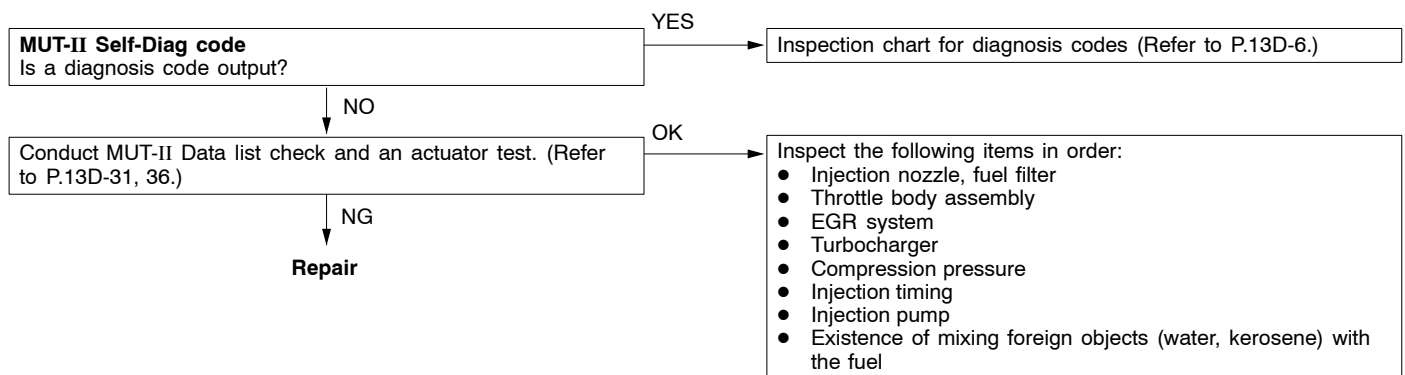 MUT-II Self-Diag code
Is a diagnosis code output?
YES
Inspection chart for diagnosis codes (Refer to P.13D-6.)
NO
Conduct MUT-II Data list check and an actuator test. (Refer
to P.13D-31, 36.)
OK
Inspect the following items in order:
● Injection nozzle, fuel filter
● Throttle body assembly
● EGR system
● Turbocharger
● Compression pressure
● Injection timing
● Injection pump
● Existence of mixing foreign objects (water, kerosene) with
the fuel
NG
Repair